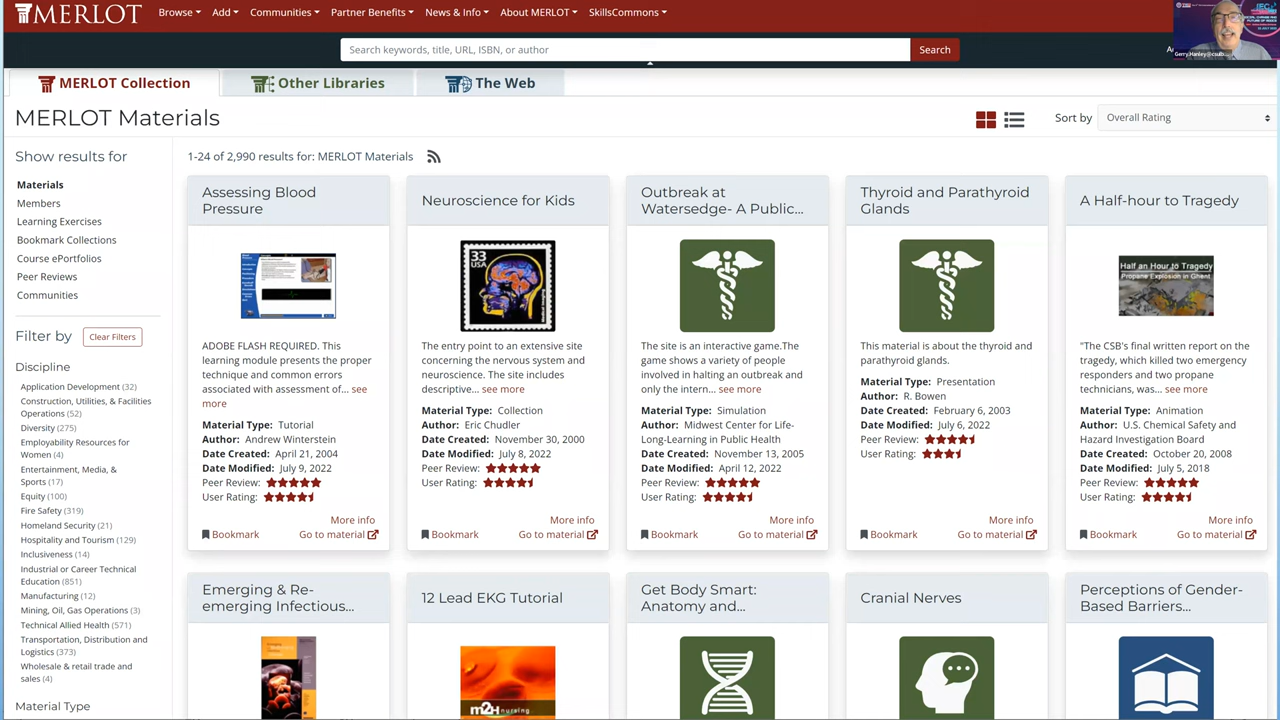 MERLOT
Browse
Add
Communities
Partner Benefits
News & Info
About MERLOT
SkillsCommons
Search keywords, title, URL, ISBN, or author
Search
Gerry.Hanley@csulb...
MERLOT Collection
Other Libraries
The Web
MERLOT Materials
Sort by
Overall Rating
Show results for
Materials
Members
Learning Exercises
Bookmark Collections
Course ePortfolios
Peer Reviews
Communities
Filter by
Clear Filters
Discipline
Application Development (32)
Construction, Utilities, & Facilities
Operations (52)
Diversity (275)
Employability Resources for
Women (4)
Entertainment, Media, &
Sports (17)
Equity (100)
Fire Safety (319)
Homeland Security (21)
Hospitality and Tourism (129)
Inclusiveness (14)
Industrial or Career Technical
Education (851)
Manufacturing (12)
Mining, Oil, Gas Operations (3)
Technical Allied Health (571)
Transportation, Distribution and
Logistics (373)
Wholesale & retail trade and
sales (4)
Material Type
1-24 of 2,990 results for: MERLOT Materials
Assessing Blood
Pressure
ADOBE FLASH REQUIRED. This
learning module presents the proper
technique and common errors
associated with assessment of... see
more
Material Type: Tutorial
Author: Andrew Winterstein
Date Created: April 21, 2004
Date Modified: July 9, 2022
Peer Review:
User Rating:
More info
Bookmark
Go to material
Neuroscience for Kids
33
USA
The entry point to an extensive site
concerning the nervous system and
neuroscience. The site includes
descriptive... see more
Material Type: Collection
Author: Eric Chudler
Date Created: November 30, 2000
Date Modified: July 8, 2022
Peer Review:
User Rating:
More info
Bookmark
Go to material
Outbreak at
Watersedge- A Public...
The site is an interactive game.The
game shows a variety of people
involved in halting an outbreak and
only the intern... see more
Material Type: Simulation
Author: Midwest Center for Life-
Long-Learning in Public Health
Date Created: November 13, 2005
Date Modified: April 12, 2022
Peer Review:
User Rating:
More info
Bookmark
Go to material
Thyroid and Parathyroid
Glands
This material is about the thyroid and
parathyroid glands.
Material Type: Presentation
Author: R. Bowen
Date Created: February 6, 2003
Date Modified: July 6, 2022
Peer Review:
User Rating:
More info
Bookmark
Go to material
A Half-hour to Tragedy
Half an Hour to Tragedy
Propane Explosion in Ghent
"The CSB's final written report on the
tragedy, which killed two emergency
responders and two propane
technicians, was... see more
Material Type: Animation
Author: U.S. Chemical Safety and
Hazard Investigation Board
Date Created: October 20, 2008
Date Modified: July 5, 2018
Peer Review:
User Rating:
More info
Bookmark
Go to material
Emerging & Re-
emerging Infectious...
12 Lead EKG Tutorial
m2H nursing
Get Body Smart:
Anatomy and...
Cranial Nerves
Perceptions of Gender-
Based Barriers...